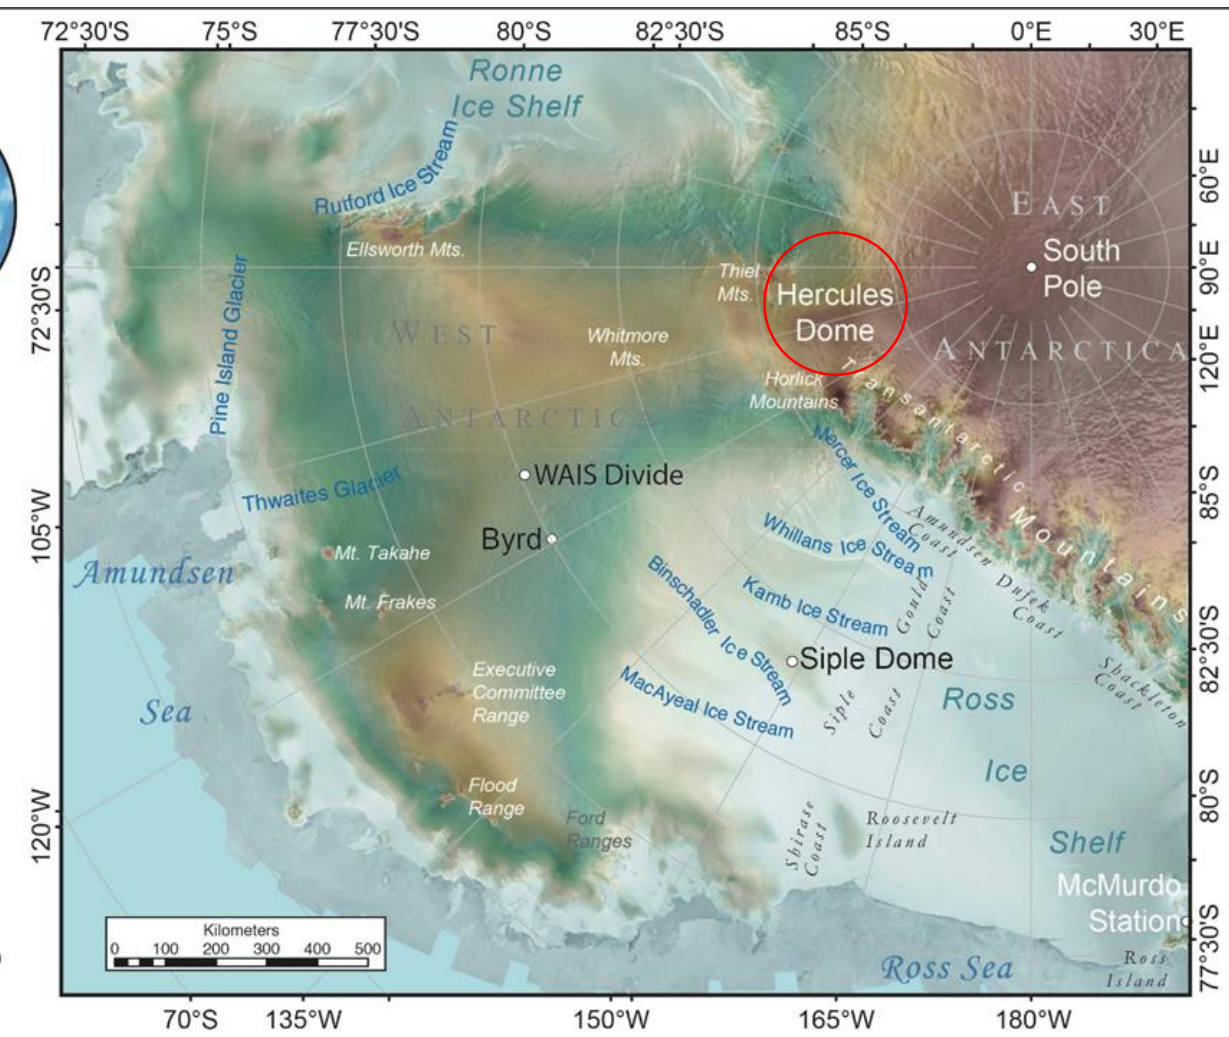 72°30'S 75°S 77°30'S 80°S 82°30'S 85°S 0°E 30°E
Ronne
Ice Shelf
Rutford Ice Stream
60°E
EAST
Ellsworth Mts.
South
Pole
90°E
72°30'S
Pine Island Glacier
Thiel
Mts.
Hercules
Dome
WEST
Whitmore
Mts.
ANTARCTICA
120°E
Horlick
Mountains
Transantarctic Mountains
ANTARCTICA
Mercer Ice Stream
WAIS Divide
Thwaites Glacier
85°S
105°W
Byrd
Whillans Ice Stream
Amundsen
Coast
Mt. Takahe
Amundsen
Binschadler Ice Stream
Kamb Ice Stream
Gould
Coast
Dufek
Coast
Mt. Frakes
82°30'S
Siple Dome
Executive
Committee
Range
MacAyeal Ice Stream
Shackleton
Coast
Siple
Coast
Ross
Sea
Ice
Flood
Range
80°S
120°W
Ford
Ranges
Shirase
Coast
Roosevelt
Island
Shelf
McMurdo
Station
Kilometers
0 100 200 300 400 500
77°30'S
Ross Sea
Ross
Island
70°S 135°W 150°W 165°W 180°W